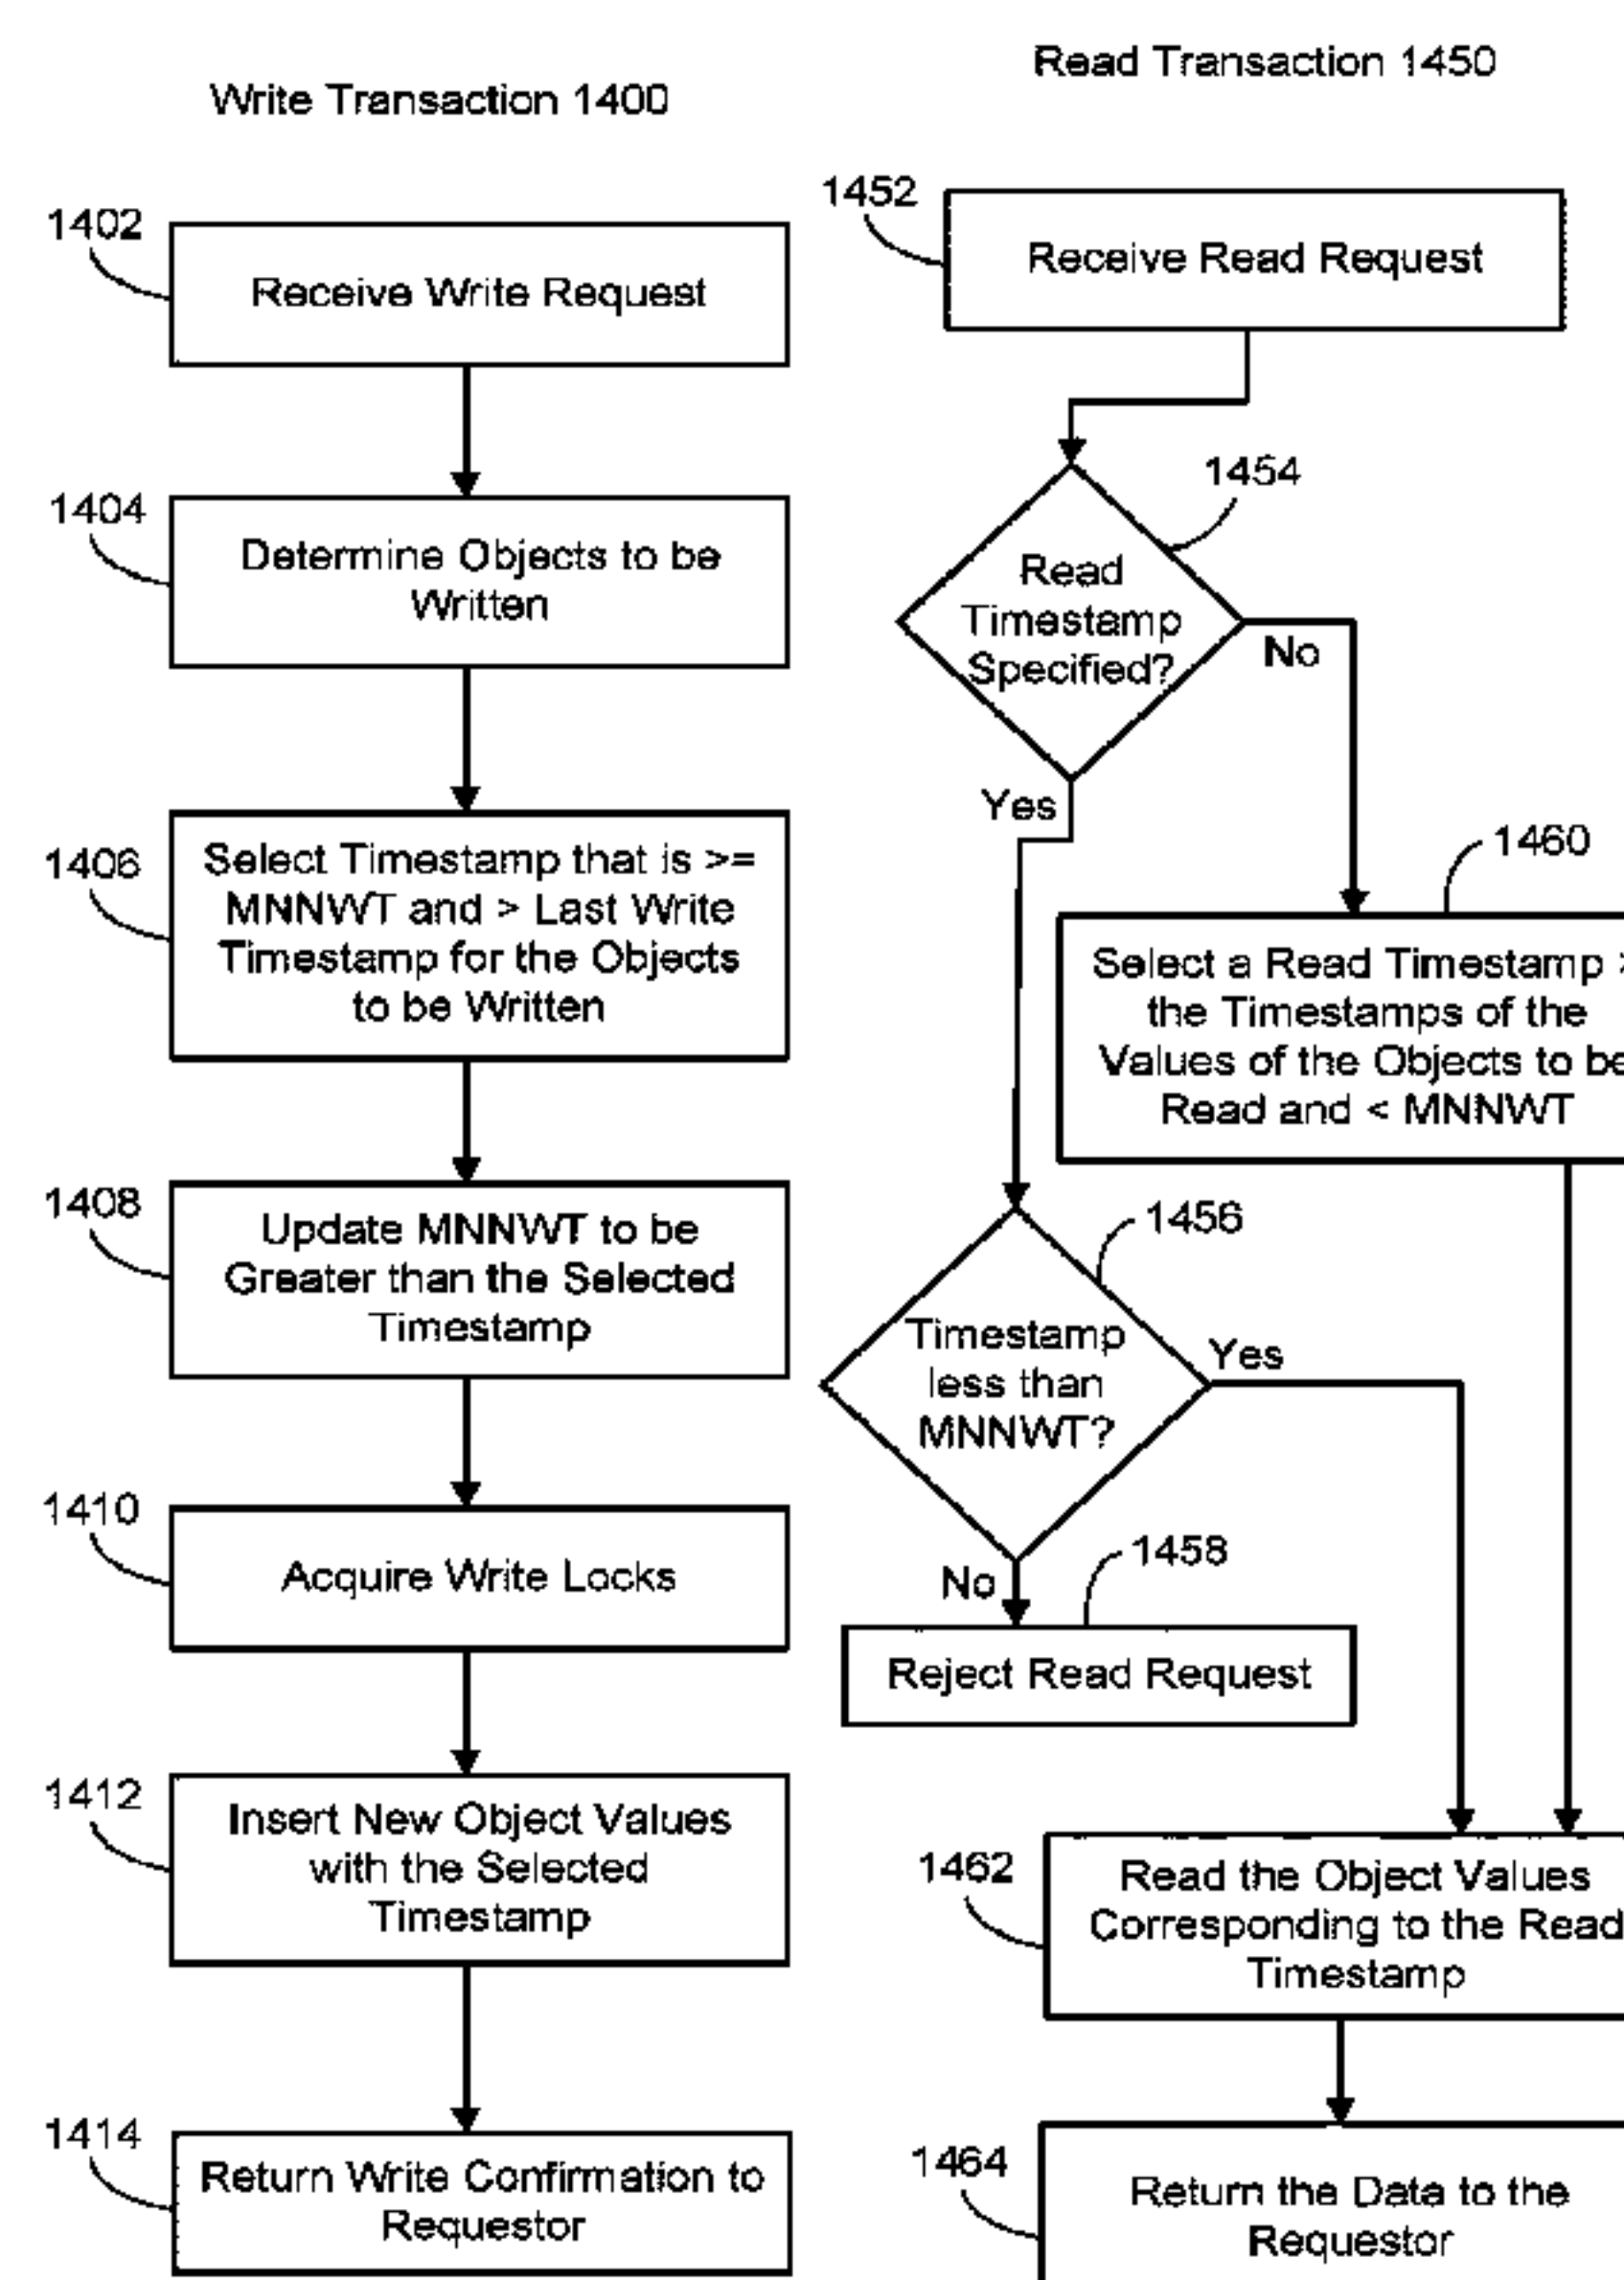 Write Transaction 1400
1402
Receive Write Request
1404
Determine Objects to be
Written
1406
Select Timestamp that is >=
MNNWT and > Last Write
Timestamp for the Objects
to be Written
1408
Update MNNWT to be
Greater than the Selected
Timestamp
1410
Acquire Write Locks
1412
Insert New Object Values
with the Selected
Timestamp
1414
Return Write Confirmation to
Requestor
Read Transaction 1450
1452
Receive Read Request
1454
Read
Timestamp
Specified?
No
Yes
1460
Select a Read Timestamp
the Timestamps of the
Values of the Objects to be
Read and < MNNWT
1456
Timestamp
less than
MNNWT?
Yes
No
1458
Reject Read Request
1462
Read the Object Values
Corresponding to the Read
Timestamp
1464
Return the Data to the
Requestor